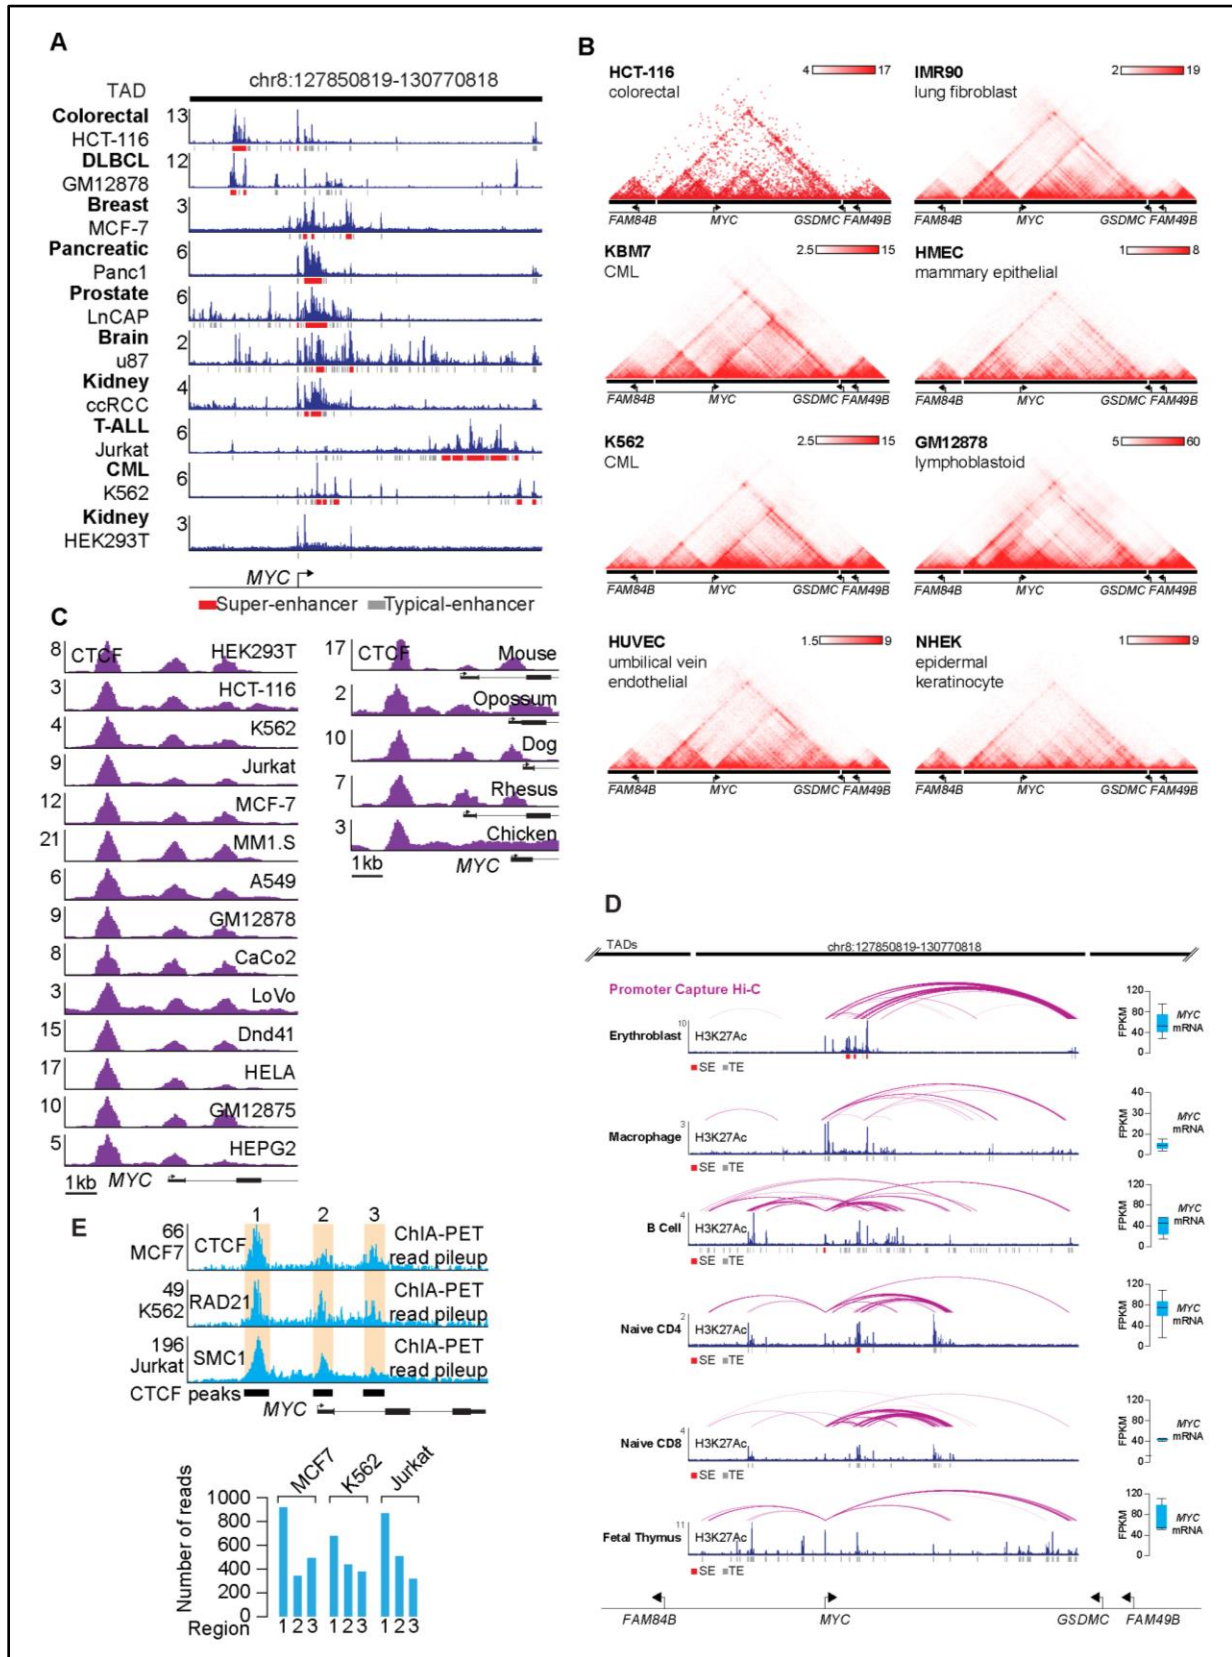 A
TAD
chr8:127850819-130770818
Colorectal
HCT-116
13
DLBCL
GM12878
12
Breast
MCF-7
3
Pancreatic
Panc1
6
Prostate
LnCAP
6
Brain
u87
2
Kidney
ccRCC
4
T-ALL
Jurkat
6
CML
K562
6
Kidney
HEK293T
3
MYC
Super-enhancer Typical-enhancer
B
HCT-116
colorectal
4 17
FAM84B MYC GSDMC FAM49B
IMR90
lung fibroblast
2 19
FAM84B MYC GSDMC FAM49B
KBM7
CML
2.5 15
FAM84B MYC GSDMC FAM49B
HMEC
mammary epithelial
1 8
FAM84B MYC GSDMC FAM49B
K562
CML
2.5 15
FAM84B MYC GSDMC FAM49B
GM12878
lymphoblastoid
5 60
FAM84B MYC GSDMC FAM49B
HUVEC
umbilical vein
endothelial
1.5 9
FAM84B MYC GSDMC FAM49B
NHEK
epidermal
keratinocyte
1 9
FAM84B MYC GSDMC FAM49B
C
8 CTCF HEK293T
3 HCT-116
4 K562
9 Jurkat
12 MCF-7
21 MM1.S
6 A549
9 GM12878
8 CaCo2
3 LoVo
15 Dnd41
17 HELA
10 GM12875
5 HEPG2
1kb MYC
17 CTCF Mouse
2 Opossum
10 Dog
7 Rhesus
3 Chicken
1kb MYC
D
TADs chr8:127850819-130770818
Promoter Capture Hi-C
Erythroblast
10 H3K27Ac
SE TE
FPKM
120
80
40
0
MYC
mRNA
Macrophage
3 H3K27Ac
SE TE
FPKM
40
30
20
10
0
MYC
mRNA
B Cell
4 H3K27Ac
SE TE
FPKM
120
80
40
0
MYC
mRNA
Naive CD4
2 H3K27Ac
SE TE
FPKM
120
80
40
0
MYC
mRNA
Naive CD8
4 H3K27Ac
SE TE
FPKM
120
80
40
0
MYC
mRNA
Fetal Thymus
11 H3K27Ac
SE TE
FPKM
120
80
40
0
MYC
mRNA
FAM84B MYC GSDMC FAM49B
E
1 2 3
66
MCF7
CTCF
ChIA-PET
read pileup
49
K562
RAD21
ChIA-PET
read pileup
196
Jurkat
SMC1
ChIA-PET
read pileup
CTCF peaks
MYC
MCF7 K562 Jurkat
Number of reads
1000
800
600
400
200
0
Region 1 2 3 1 2 3 1 2 3